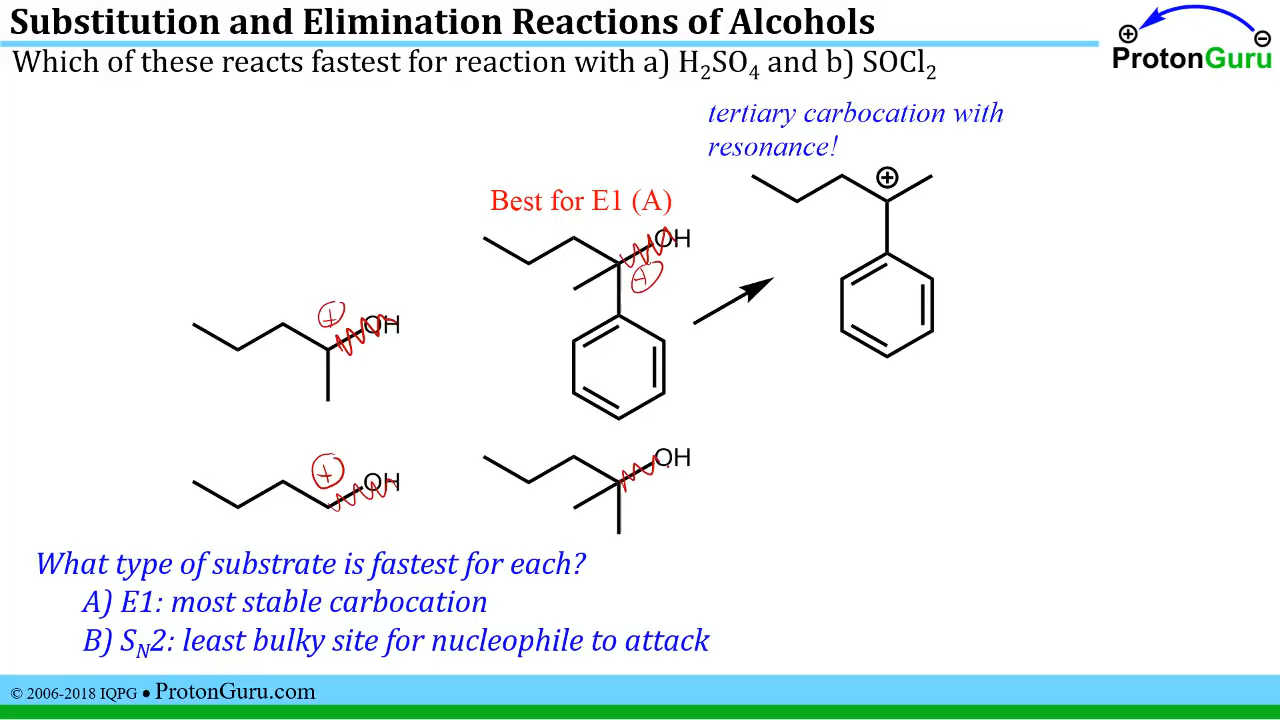 Substitution and Elimination Reactions of Alcohols
⊕ ⊖
ProtonGuru
Which of these reacts fastest for reaction with a) H₂SO₄ and b) SOCl₂
tertiary carbocation with
resonance!
⊕
Best for E1 (A)
OH
+
+
OH
OH
+
OH
What type of substrate is fastest for each?
A) E1: most stable carbocation
B) S_N2: least bulky site for nucleophile to attack
© 2006-2018 IQPG ● ProtonGuru.com